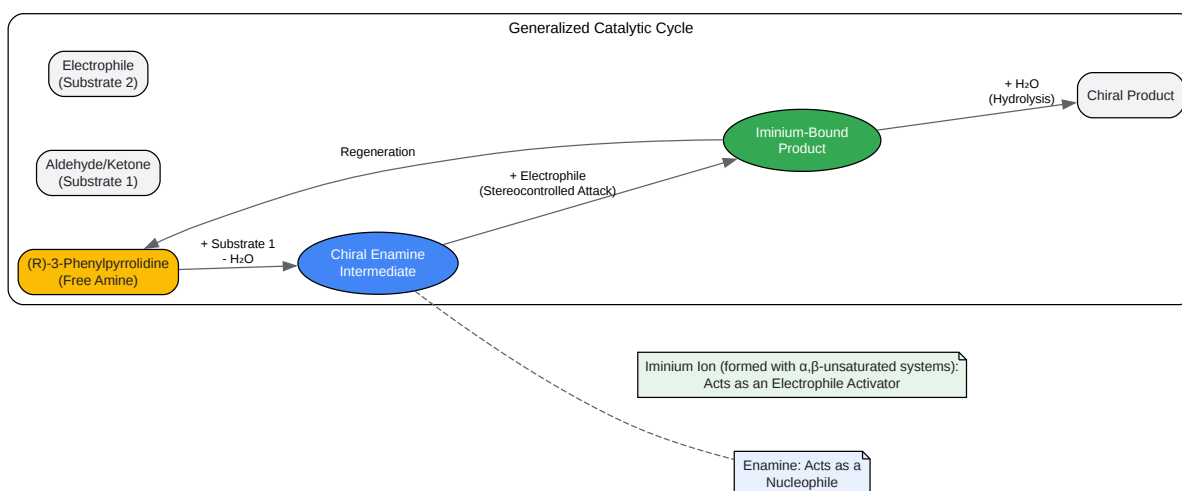 Generalized Catalytic Cycle
Electrophile
(Substrate 2)
+ H₂O
(Hydrolysis)
Chiral Product
Iminium-Bound
Product
Regeneration
Aldehyde/Ketone
(Substrate 1)
+ Electrophile
(Stereocontrolled Attack)
(R)-3-Phenylpyrrolidine
(Free Amine)
+ Substrate 1
- H₂O
Chiral Enamine
Intermediate
Iminium Ion (formed with α,β-unsaturated systems):
Acts as an Electrophile Activator
Enamine: Acts as a
Nucleophile